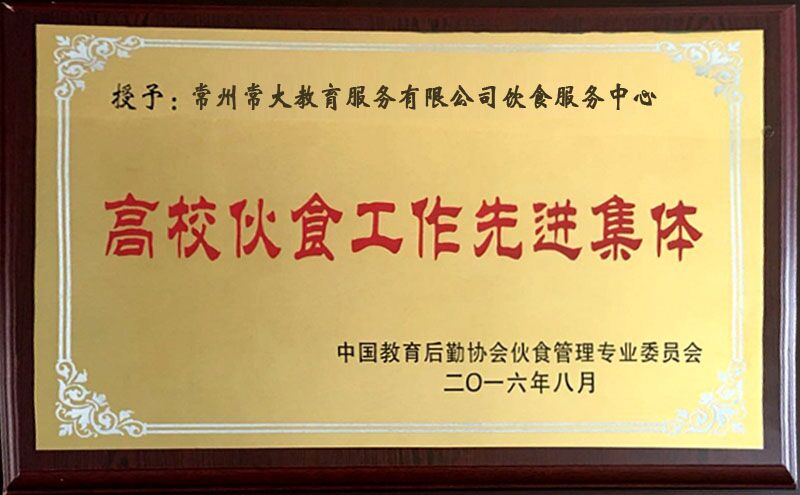 授予：常州常大教育服务有限公司饮食服务中心
高校伙食工作先进集体
中国教育后勤协会伙食管理专业委员会
二〇一六年八月